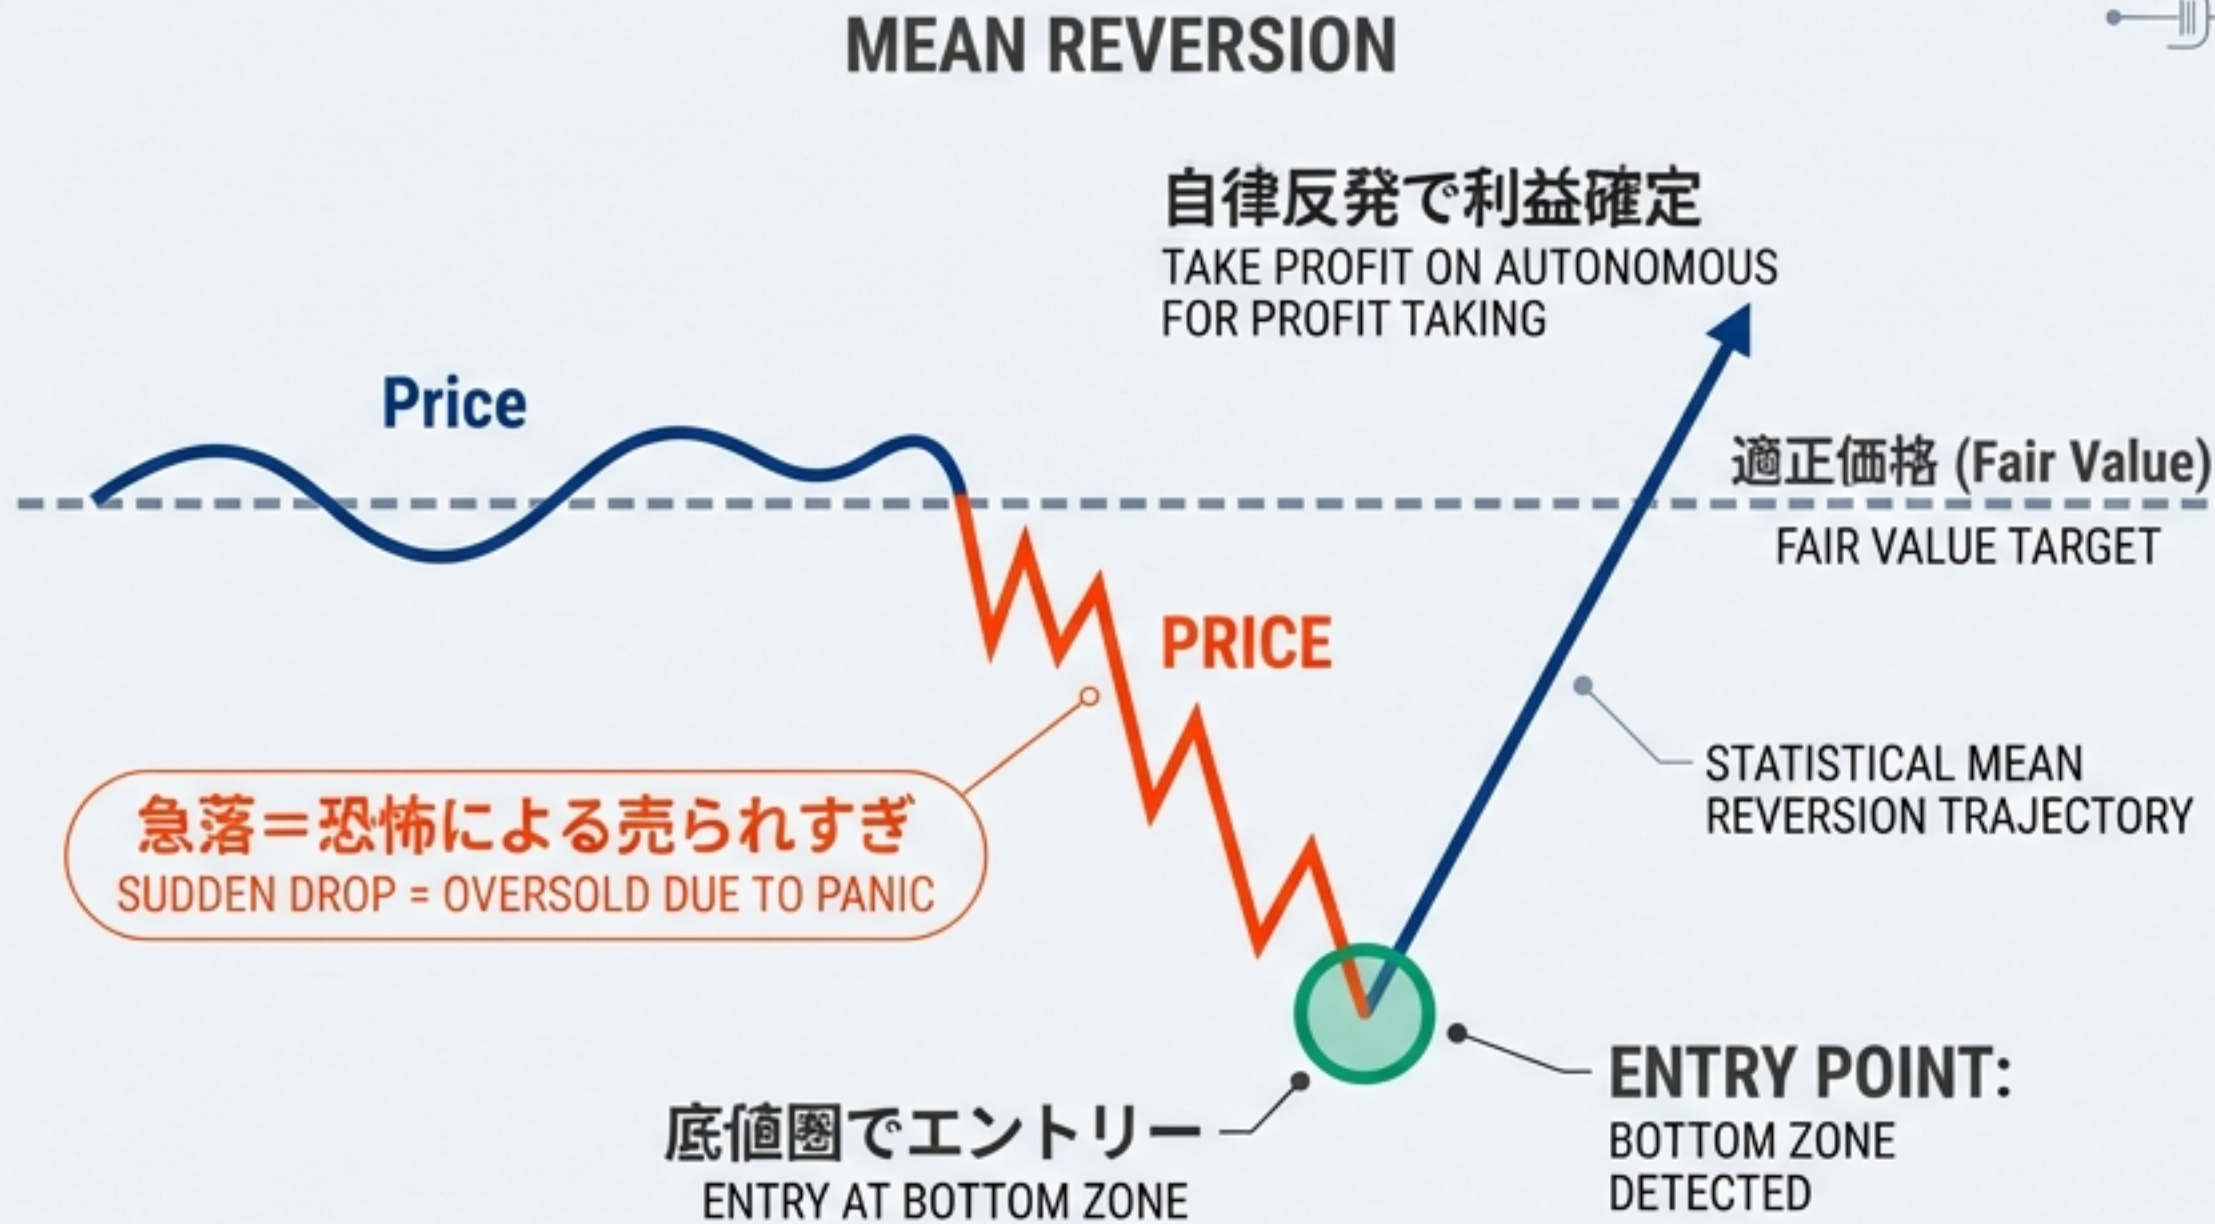 MEAN REVERSION
自律反発で利益確定
TAKE PROFIT ON AUTONOMOUS
FOR PROFIT TAKING
Price
適正価格 (Fair Value)
FAIR VALUE TARGET
PRICE
STATISTICAL MEAN
REVERSION TRAJECTORY
急落＝恐怖による売られすぎ
SUDDEN DROP = OVERSOLD DUE TO PANIC
ENTRY POINT:
BOTTOM ZONE
DETECTED
底値圏でエントリー
ENTRY AT BOTTOM ZONE